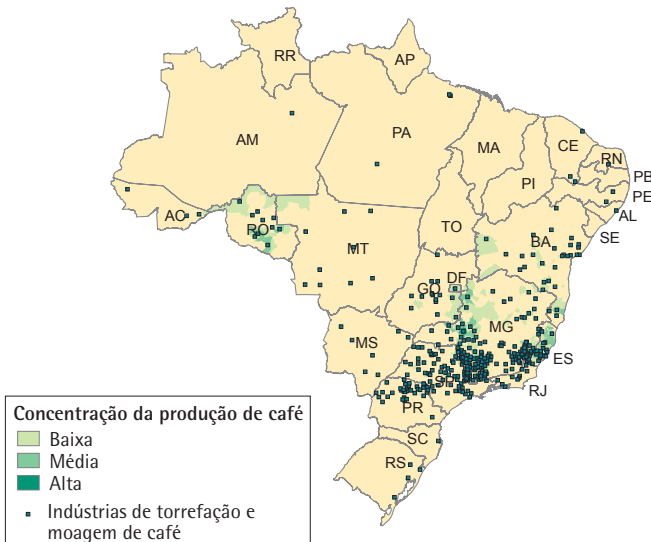 RR
AP
AM
PA
MA
CE
RN
PB
PI
PE
AL
AC
RO
TO
SE
BA
MT
DF
GO
MG
MS
ES
SP
RJ
PR
SC
RS
Concentração da produção de café
Baixa
Média
Alta
Indústrias de torrefação e
moagem de café